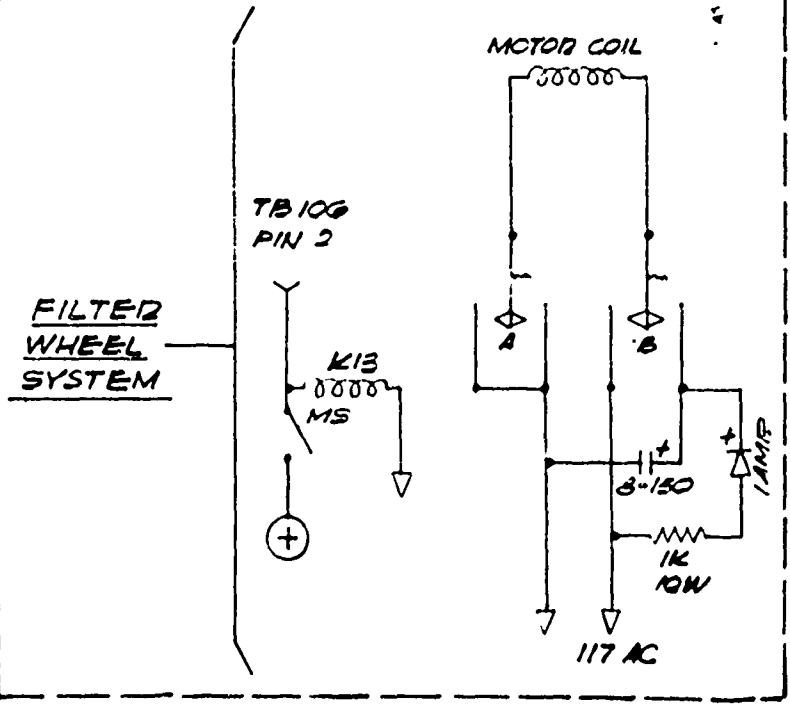 MOTOR COIL
TB 106
PIN 2
FILTER
WHEEL
SYSTEM
K13
MS
A
B
+
8-150
+
1 AMP
+
1K
10W
117 AC